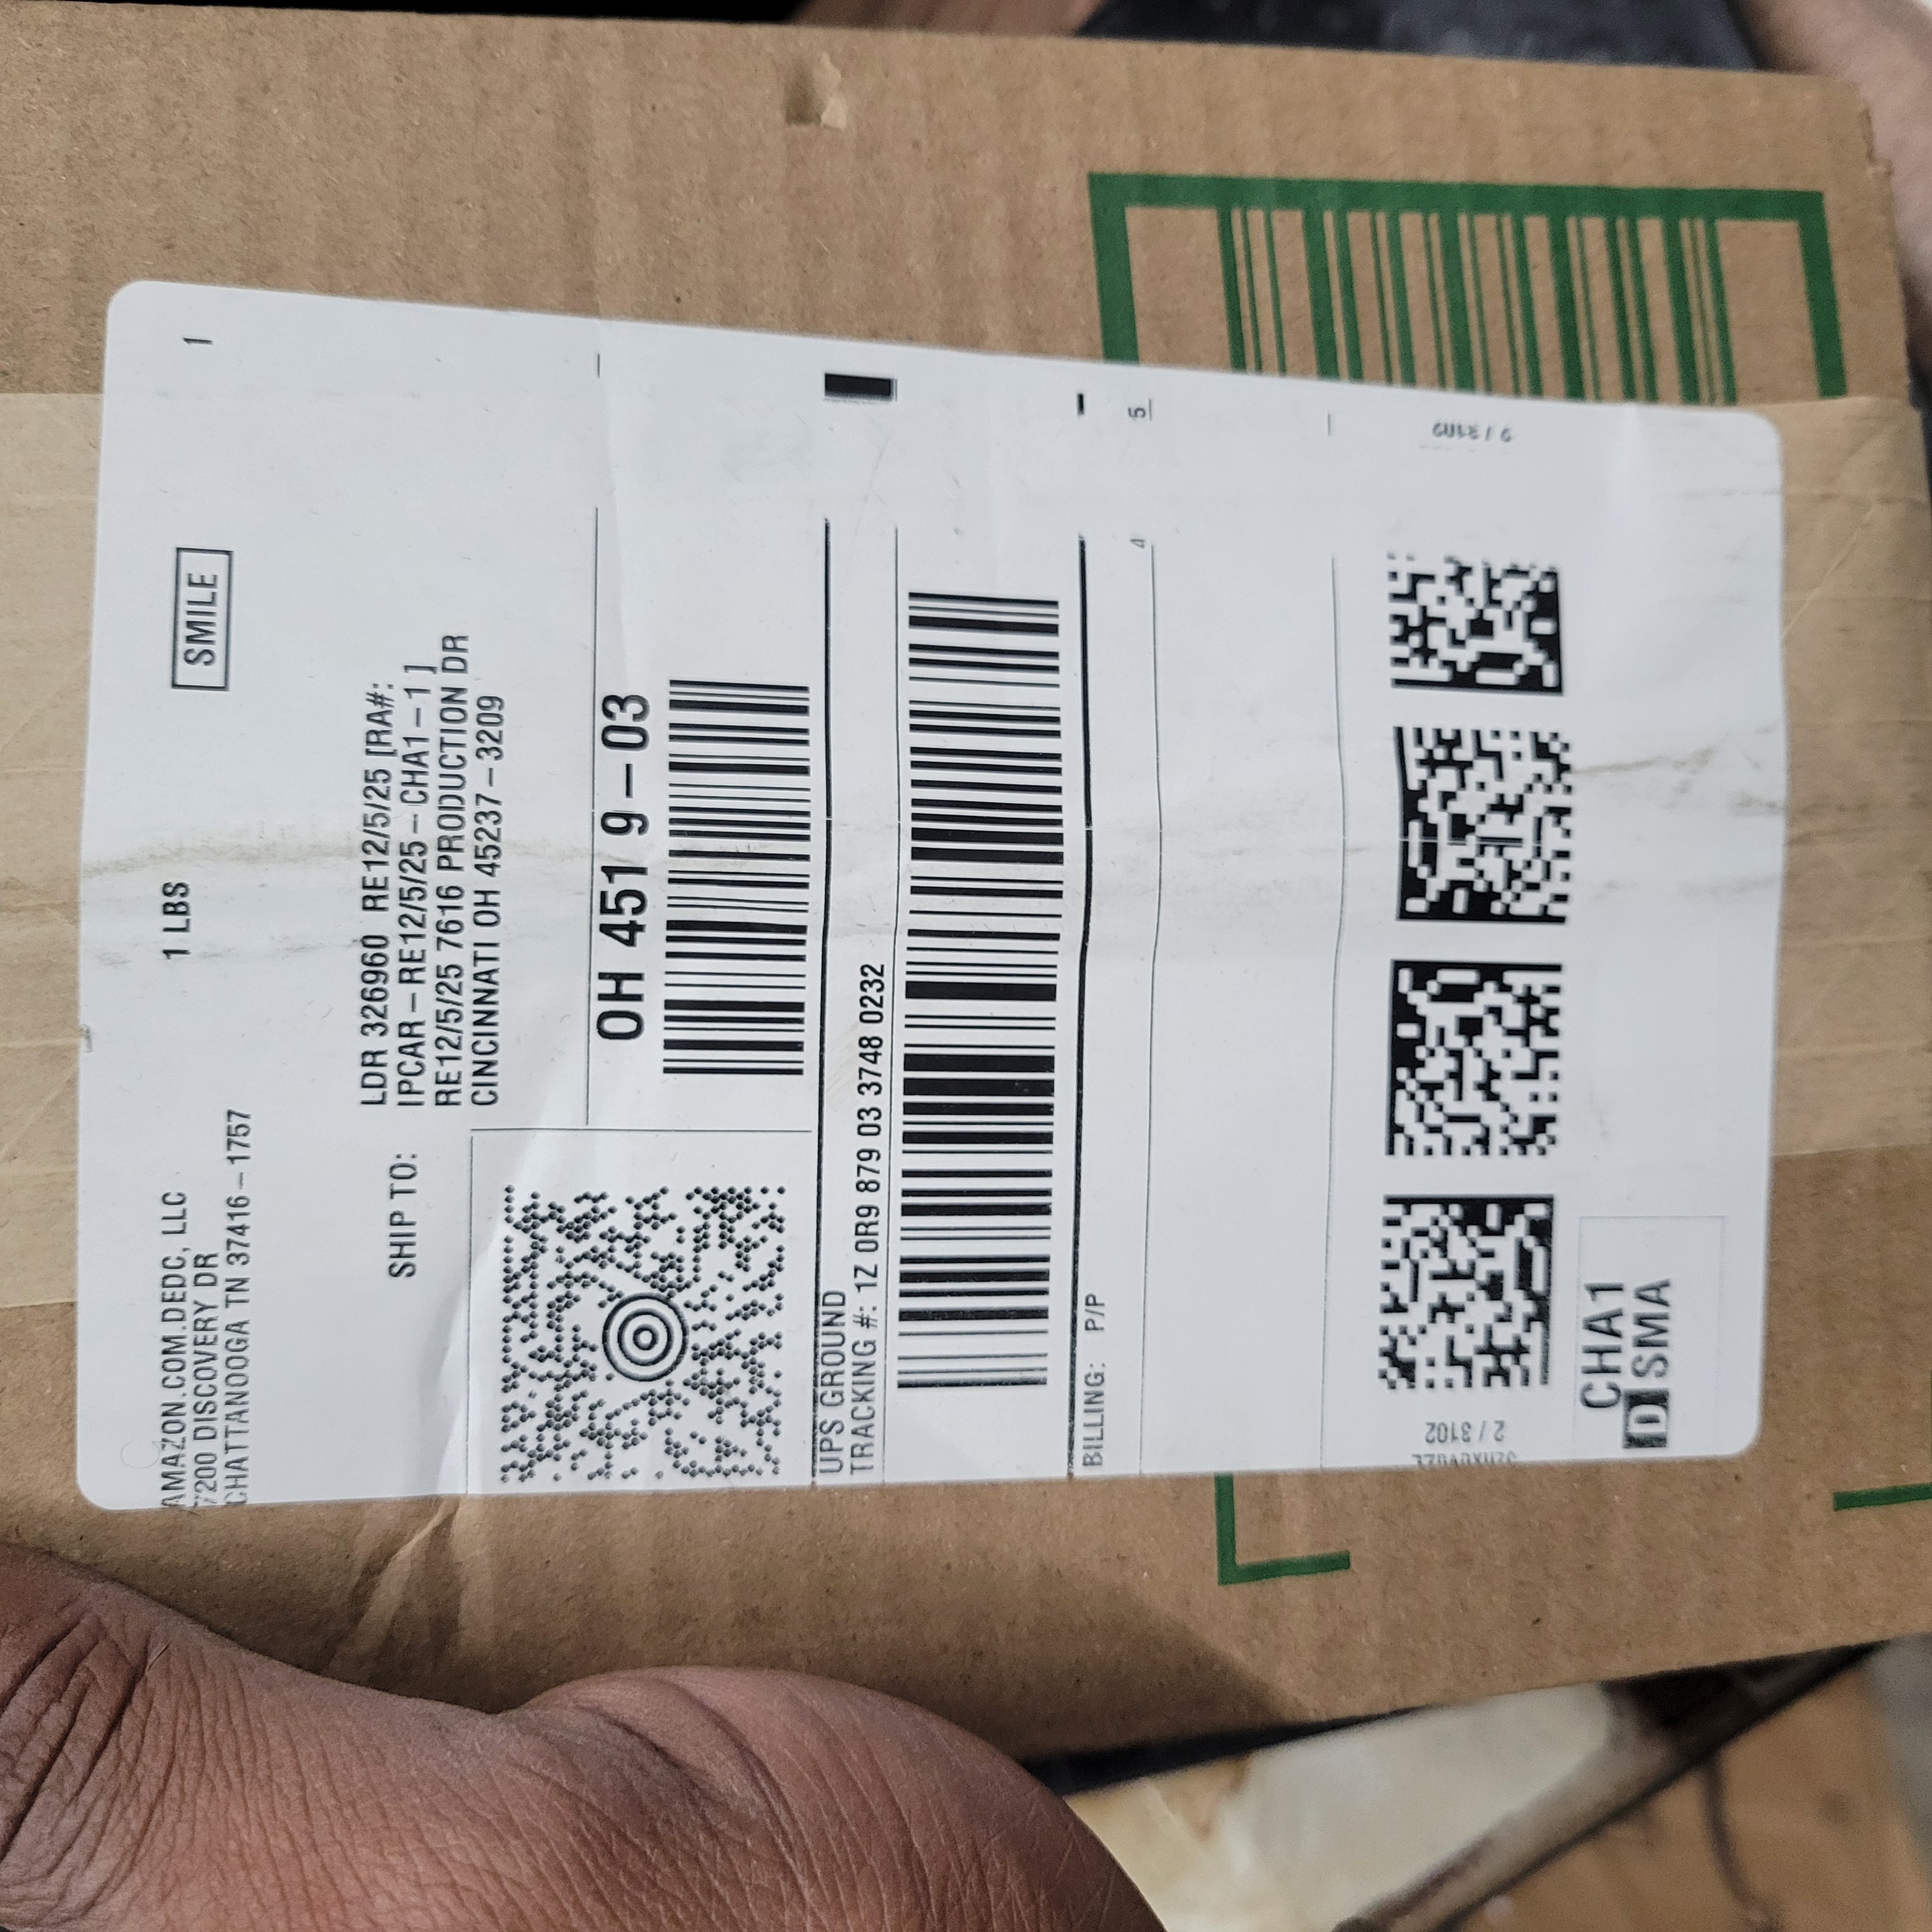 AMAZON.COM.DEDC, LLC
7200 DISCOVERY DR
CHATTANOOGA TN 37416-1757
1 LBS
SMILE
1
SHIP TO:
LDR 326960 RE12/5/25 [RA#:
IPCAR-RE12/5/25-CHA1-1 ]
RE12/5/25 7616 PRODUCTION DR
CINCINNATI OH 45237-3209
OH 451 9-03
UPS GROUND
TRACKING #: 1Z 0R9 879 03 3748 0232
BILLING: P/P
5
2 / 3102
CHA1
D SMA